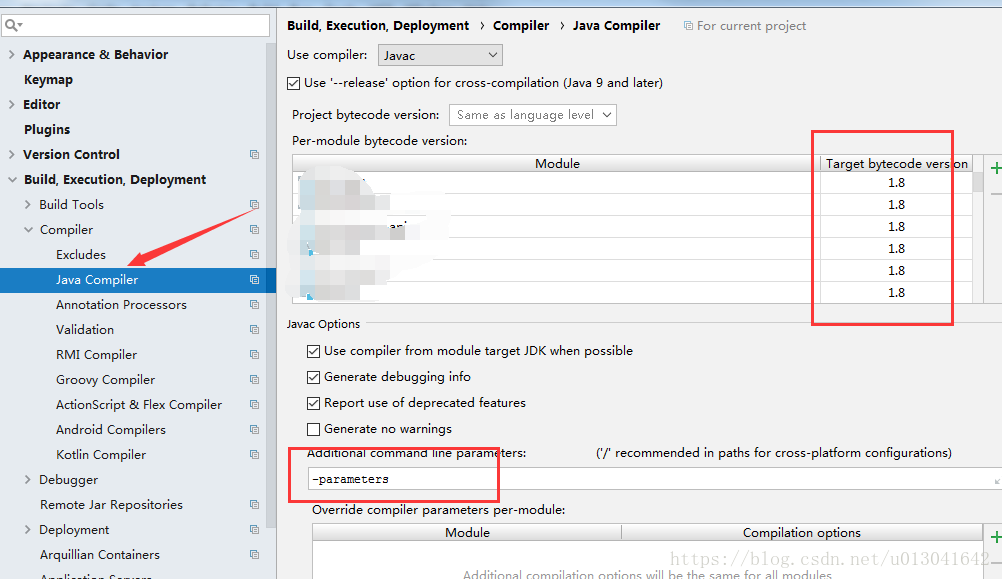 Appearance & Behavior
Keymap
Editor
Plugins
Version Control
Build, Execution, Deployment
Build Tools
Compiler
Excludes
Java Compiler
Annotation Processors
Validation
RMI Compiler
Groovy Compiler
ActionScript & Flex Compiler
Android Compilers
Kotlin Compiler
Debugger
Remote Jar Repositories
Deployment
Arquillian Containers
Application Servers
Build, Execution, Deployment › Compiler › Java Compiler For current project
Use compiler: Javac
Use '--release' option for cross-compilation (Java 9 and later)
Project bytecode version: Same as language level
Per-module bytecode version:
Module Target bytecode version
1.8
1.8
1.8
1.8
1.8
1.8
Javac Options
Use compiler from module target JDK when possible
Generate debugging info
Report use of deprecated features
Generate no warnings
Additional command line parameters: ('/' recommended in paths for cross-platform configurations)
-parameters
Override compiler parameters per-module:
Module Compilation options
Additional compilation options will be the same for all modules
https://blog.csdn.net/u013041642